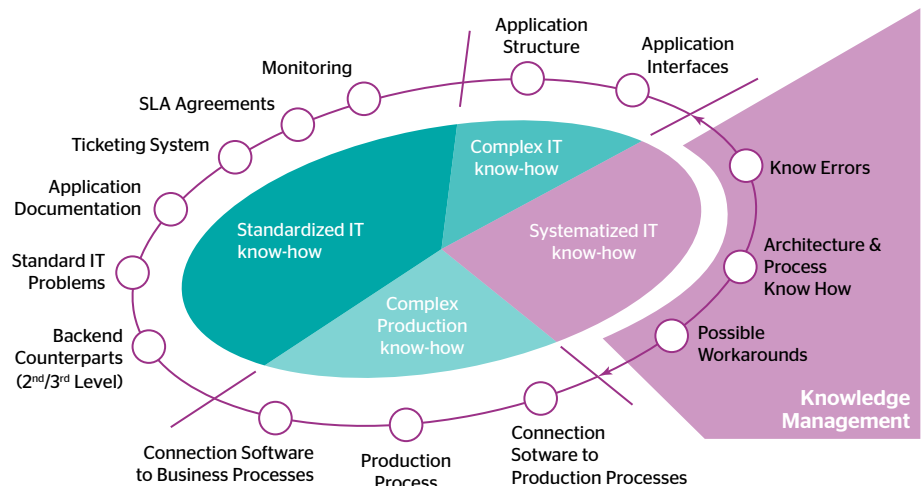 Application
Structure
Application
Interfaces
Monitoring
SLA Agreements
Ticketing System
Application
Documentation
Standard IT
Problems
Backend
Counterparts
(2nd/3rd Level)
Complex IT
know-how
Standardized IT
know-how
Systematized IT
know-how
Complex
Production
know-how
Know Errors
Architecture &
Process
Know How
Possible
Workarounds
Knowledge
Management
Connection Software
to Business Processes
Production
Process
Connection
Sotware to
Production Processes